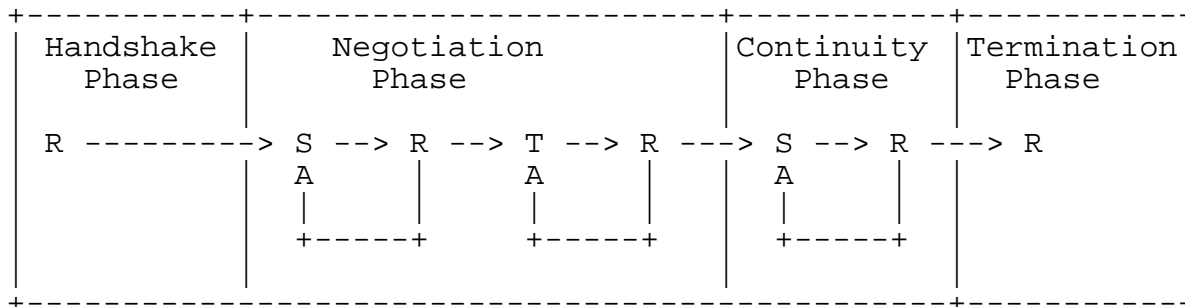 +-----------+------------------------+-----------+-----------
| Handshake | Negotiation |Continuity |Termination
| Phase | Phase | Phase | Phase
| R ---------> S --> R --> T --> R ---> S --> R ---> R
A | A | A |
| | | | | |
+-----+ +-----+ +-----+
+-----------------------------------------------+-----------